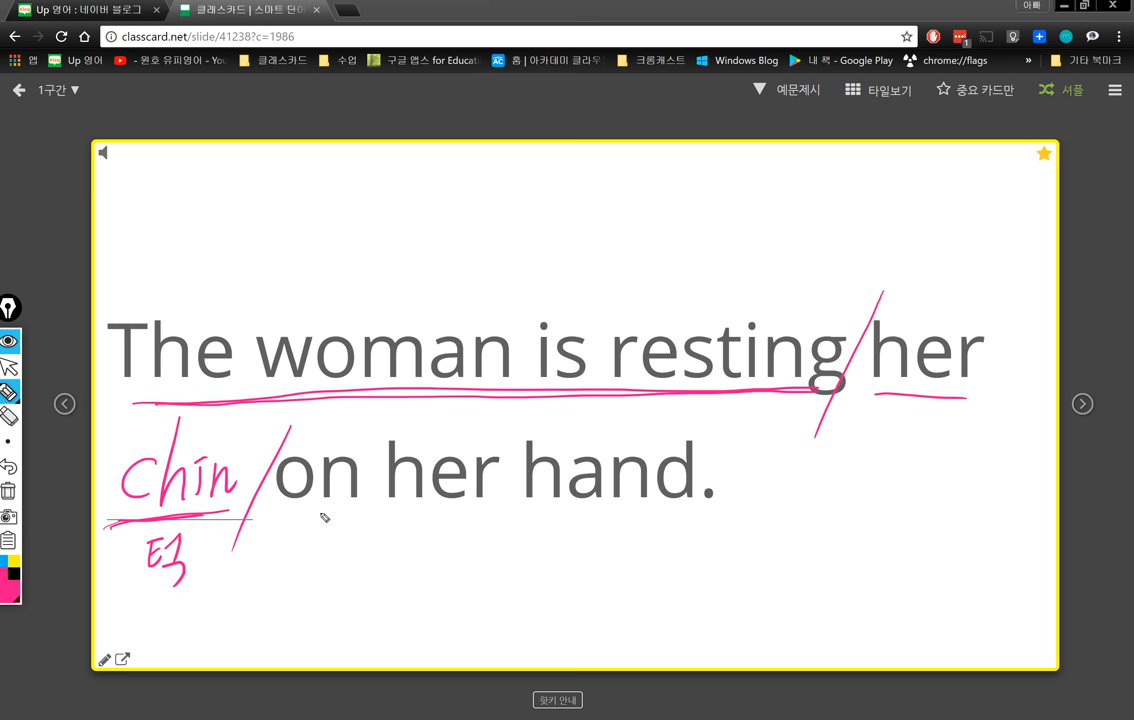 Up 영어 : 네이버 블로그
클래스카드 | 스마트 단어
아빠
classcard.net/slide/41238?c=1986
1
앱 Up 영어 - 원호 유피영어 - You 클래스카드 수업 구글 앱스 for Educati 홈 | 아카데미 클라우드 크롬캐스트 Windows Blog 내 책 - Google Play chrome://flags » 기타 북마크
1구간 ▼ ▼ 예문제시 타일보기 중요 카드만 셔플
The woman is resting / her
chin / on her hand.
턱
핫키 안내